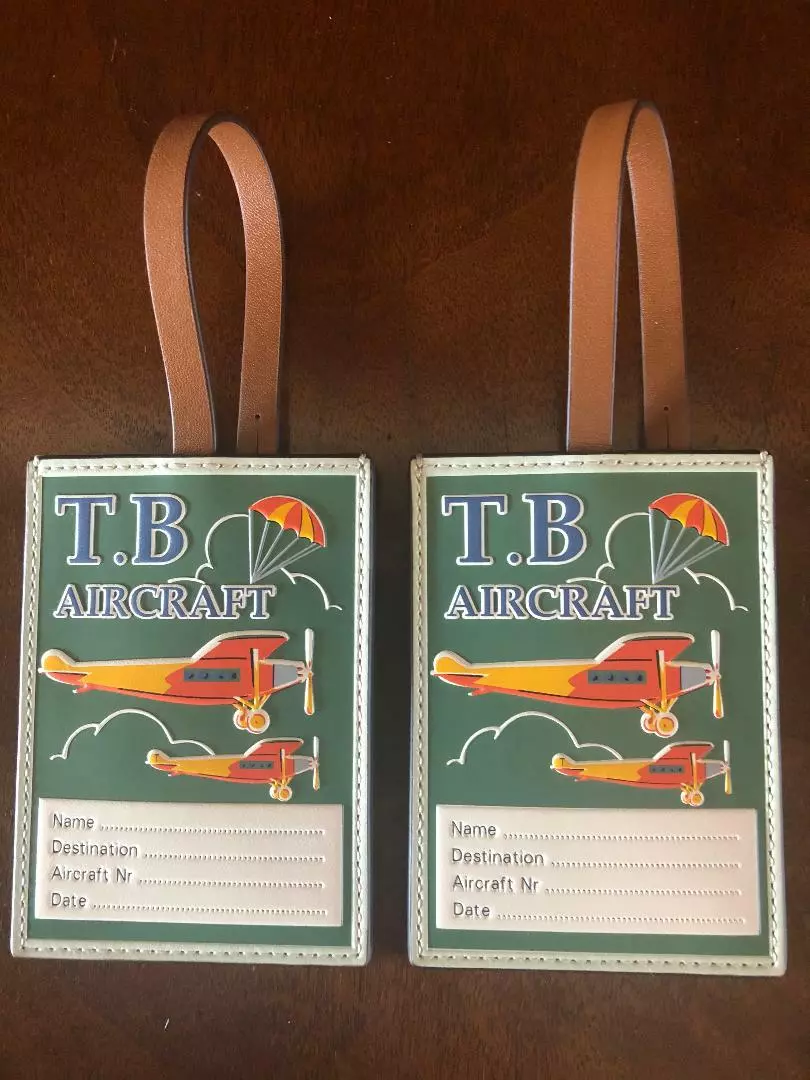 T.B
AIRCRAFT
Name
Destination
Aircraft Nr
Date
T.B
AIRCRAFT
Name
Destination
Aircraft Nr
Date